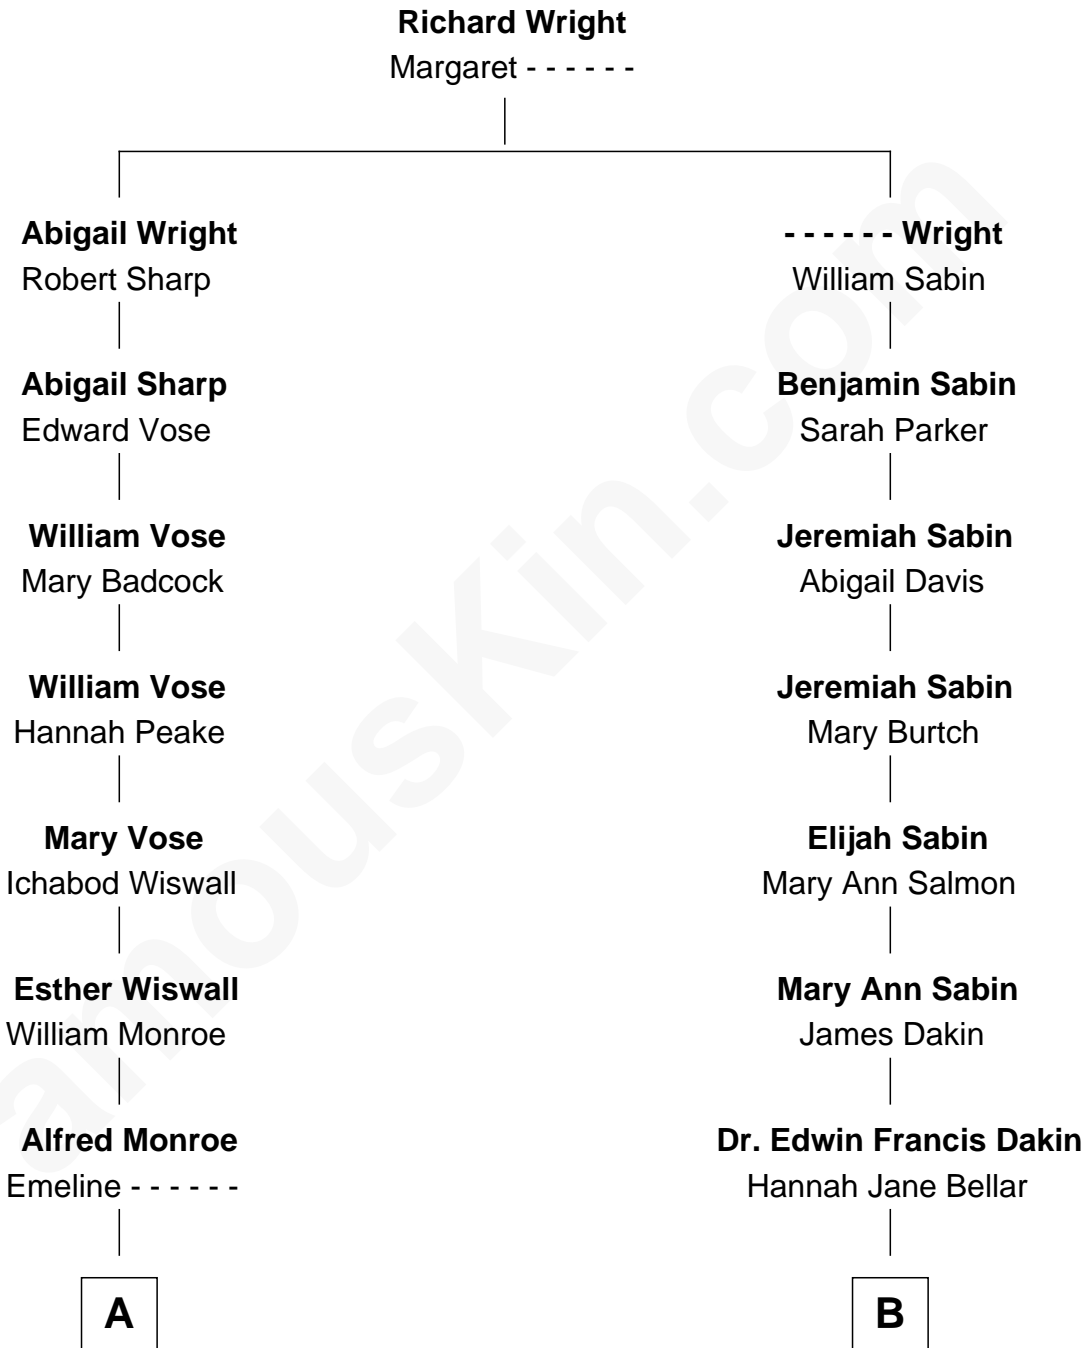 Richard Wright
Margaret - - - - - -
Abigail Wright
Robert Sharp
- - - - - - Wright
William Sabin
Abigail Sharp
Edward Vose
Benjamin Sabin
Sarah Parker
William Vose
Mary Badcock
Jeremiah Sabin
Abigail Davis
William Vose
Hannah Peake
Jeremiah Sabin
Mary Burtch
Mary Vose
Ichabod Wiswall
Elijah Sabin
Mary Ann Salmon
Esther Wiswall
William Monroe
Mary Ann Sabin
James Dakin
Alfred Monroe
Emeline - - - - - -
Dr. Edwin Francis Dakin
Hannah Jane Bellar
A
B
amouskin.com